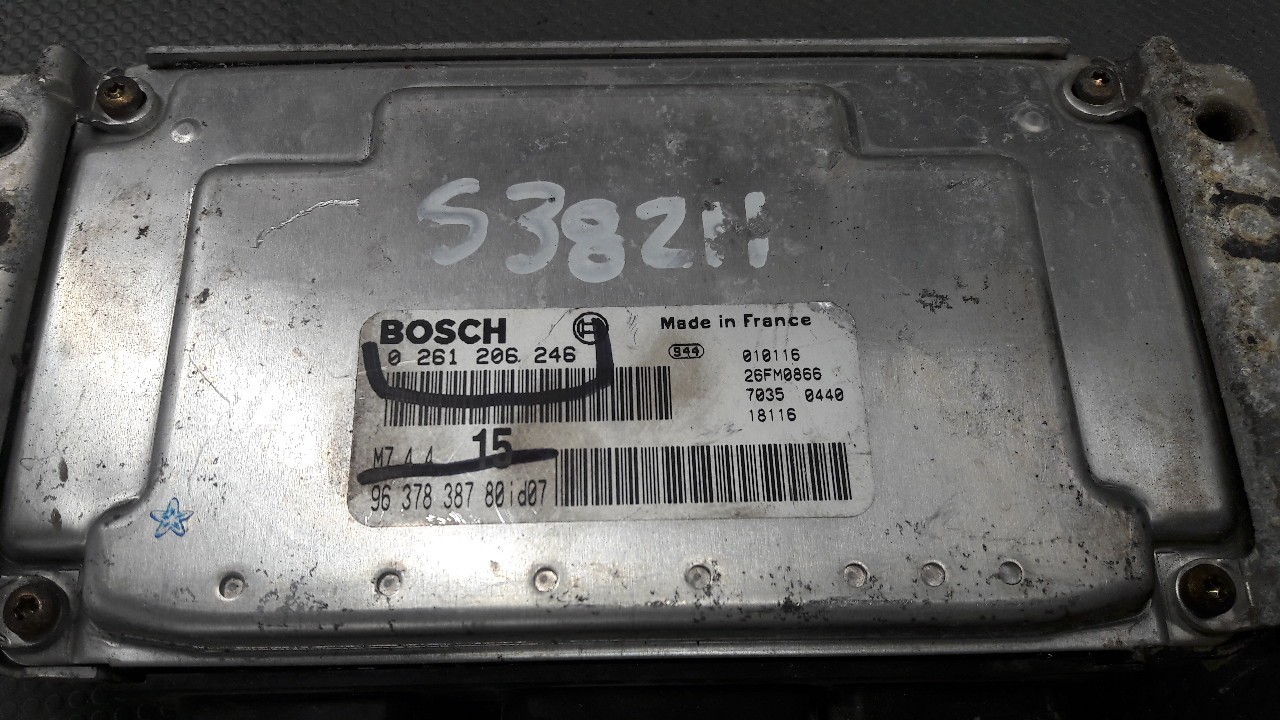 S382H
BOSCH
Made in France
0 261 206 246
944
010116
26FM0866
7035 0440
18116
15
M7.4.4
96 378 387 80id07